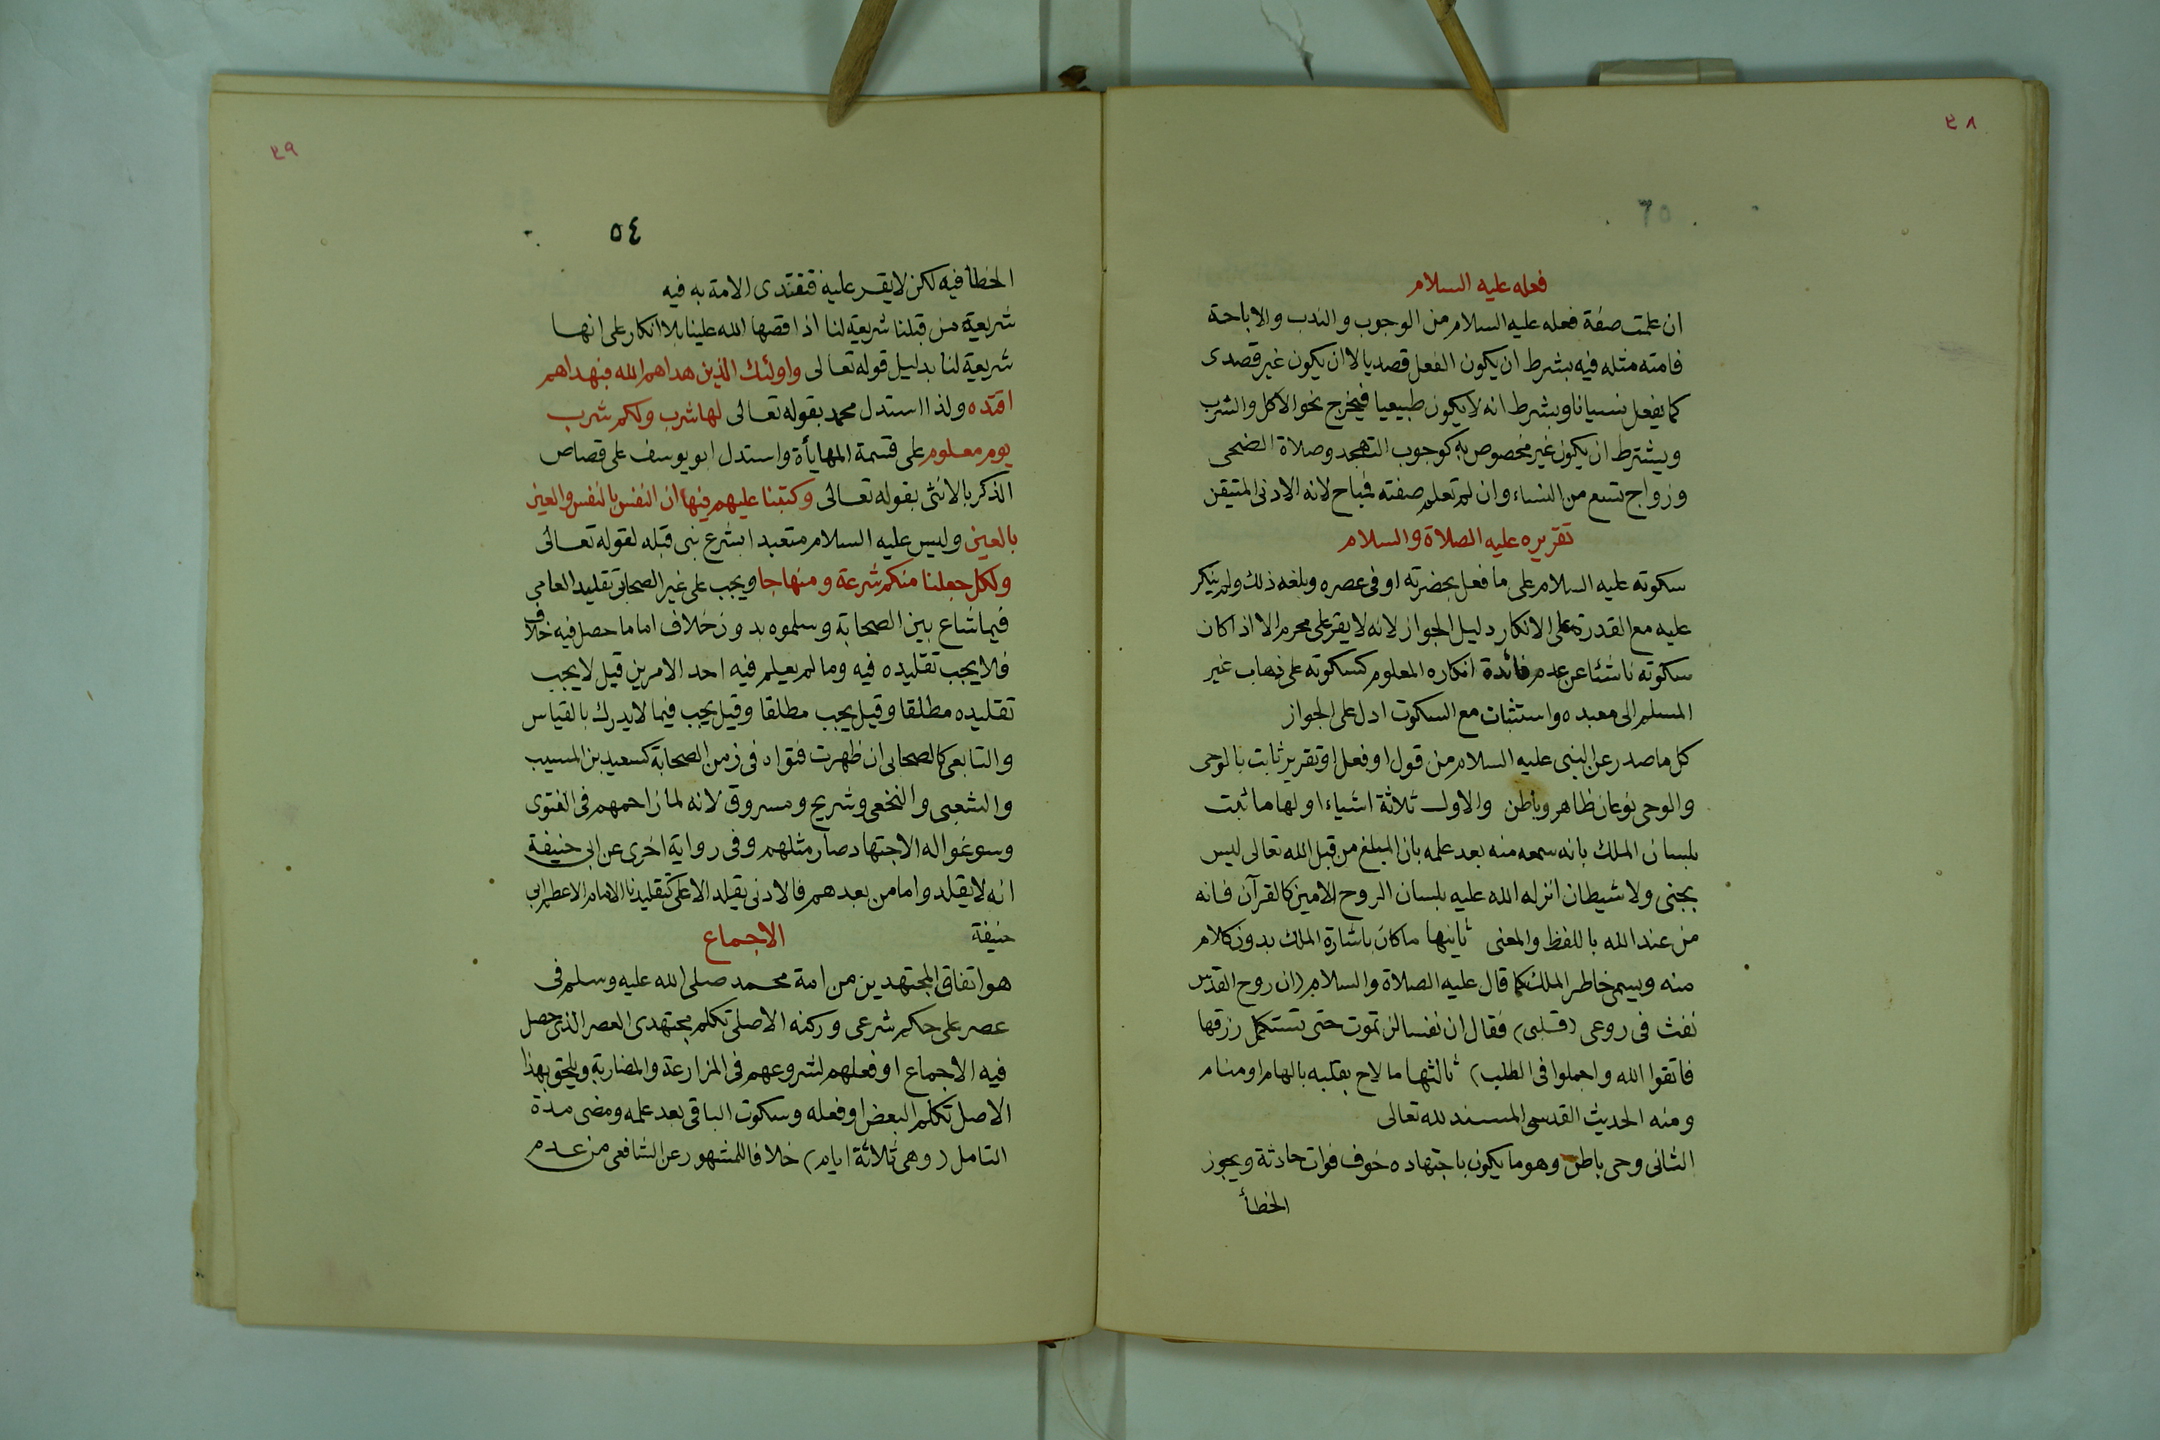 ٤٨
فعله عليه السلام
ان علمت صفة فعله عليه السلام من الوجوب والندب والاباحة
فامته مثله فيه بشرط ان يكون الفعل قصديا لا ان يكون غير قصدى
كما يفعل نسيانا وبشرط انه لا يكون طبيعيا فيخرج نحو الاكل والشرب
ويشترط ان يكون غير مخصوص به كوجوب التهجد وصلاة الضحى
وزواج تسع من النساء وان لم تعلم صفته فمباح لانه الادنى المتيقن
تقريره عليه الصلاة والسلام
سكوته عليه السلام على ما فعل بحضرته او فى عصره وبلغه ذلك ولم ينكر
عليه مع القدرة على الانكار دليل الجواز لانه لا يقر على محرم الا اذا كان
سكوته ناشئا عن عدم فائدة انكاره المعلوم كسكوته على ذهاب غير
المسلم الى معبده واستثبات مع السكوت ادل على الجواز
كل ما صدر عن النبى عليه السلام من قول او فعل او تقرير ثابت بالوحى
والوحى نوعان ظاهر وباطن والاول ثلاثة اشياء اولها ما ثبت
بلسان الملك بانه سمعه منه بعد علمه بان المبلغ من قبل الله تعالى ليس
بجنى ولا شيطان انزله الله عليه بلسان الروح الامين كالقرآن فانه
من عند الله باللفظ والمعنى ثانيها ما كان باشارة الملك بدون كلام
منه ويسمى خاطر الملك كما قال عليه الصلاة والسلام (ان روح القدس
نفث فى روعى (قلبى) فقال ان نفسا لن تموت حتى تستكمل رزقها
فاتقوا الله واجملوا فى الطلب) ثالثها ما لاح بقلبه بالهام او منام
ومنه الحديث القدسى المسند لله تعالى
الثانى وحى باطن وهو ما يكون باجتهاده خوف فوات حادثة ويجوز
الخطأ
٤٩
٥٤
الخطأ فيه لكن لا يقر عليه فتقتدى الامة به فيه
شريعة من قبلنا شريعة لنا اذا قصها الله علينا بلا انكار على انها
شريعة لنا بدليل قوله تعالى واولئك الذين هداهم الله فبهداهم
اقتده ولذا استدل محمد بقوله تعالى لها شرب ولكم شرب
يوم معلوم على قسمة المهايأة واستدل ابو يوسف على قصاص
الذكر بالانثى بقوله تعالى وكتبنا عليهم فيها ان النفس بالنفس والعين
بالعين وليس عليه السلام متعبدا بشرع نبى قبله لقوله تعالى
ولكل جعلنا منكم شرعة ومنهاجا ويجب على غير الصحابى تقليد العامى
فيما شاع بين الصحابة وسلموه بدون خلاف اما ما حصل فيه خلاف
فلا يجب تقليده فيه وما لم يعلم فيه احد الامرين قيل لا يجب
تقليده مطلقا وقيل يجب مطلقا وقيل يجب فيما لا يدرك بالقياس
والتابعى كالصحابى ان ظهرت فتواه فى زمن الصحابة كسعيد بن المسيب
والشعبى والنخعى وشريح ومسروق لانه لما زاحمهم فى الفتوى
وسوغوا له الاجتهاد صار مثلهم وفى رواية اخرى عن ابى حنيفة
انه لا يقلد واما من بعدهم فالادنى يقلد الاعلى كتقليدنا الامام الاعظم ابى
حنيفة
الاجماع
هو اتفاق المجتهدين من امة محمد صلى الله عليه وسلم فى
عصر على حكم شرعى وركنه الاصلى تكلم مجتهدى العصر الذى حصل
فيه الاجماع او فعلهم لشروعهم فى المزارعة والمضاربة ويلحق بهذا
الاصل تكلم البعض او فعله وسكوت الباقى بعد علمه ومضى مدة
التامل (وهى ثلاثة ايام) خلافا للمشهور عن الشافعى من عدم